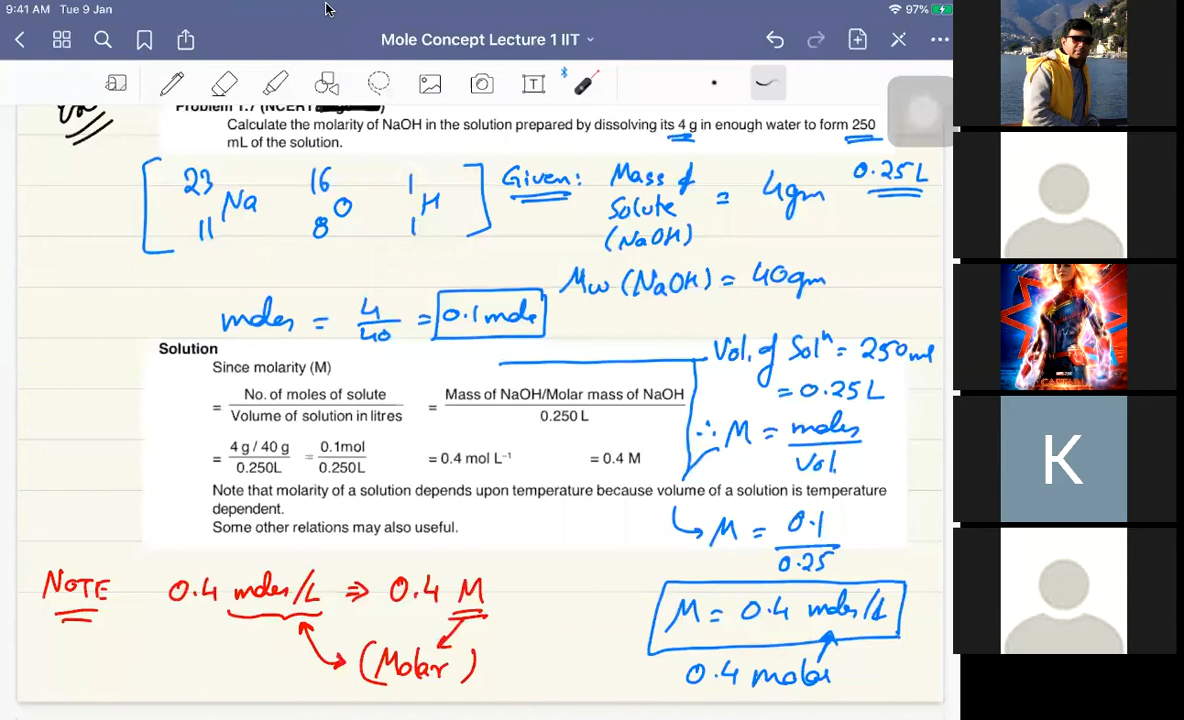 9:41 AM Tue 9 Jan
97%
Mole Concept Lecture 1 IIT
T
Problem 1.7 (NCERT
Calculate the molarity of NaOH in the solution prepared by dissolving its 4 g in enough water to form 250
mL of the solution.
23 Na 11 16 O 8 1 H 1
Given: Mass of Solute (NaOH) = 4gm
0.25L
Mw (NaOH) = 40gm
moles = 4/40 = 0.1 mole
Solution
Since molarity (M)
= No. of moles of solute / Volume of solution in litres = Mass of NaOH/Molar mass of NaOH / 0.250 L
= 4 g / 40 g / 0.250L = 0.1mol / 0.250L = 0.4 mol L⁻¹ = 0.4 M
Note that molarity of a solution depends upon temperature because volume of a solution is temperature
dependent.
Some other relations may also useful.
Vol. of Solⁿ = 250ml
= 0.25L
∴ M = moles / Vol.
M = 0.1 / 0.25
M = 0.4 moles/L
0.4 molar
NOTE 0.4 moles/L ⇒ 0.4 M
(Molar)
K